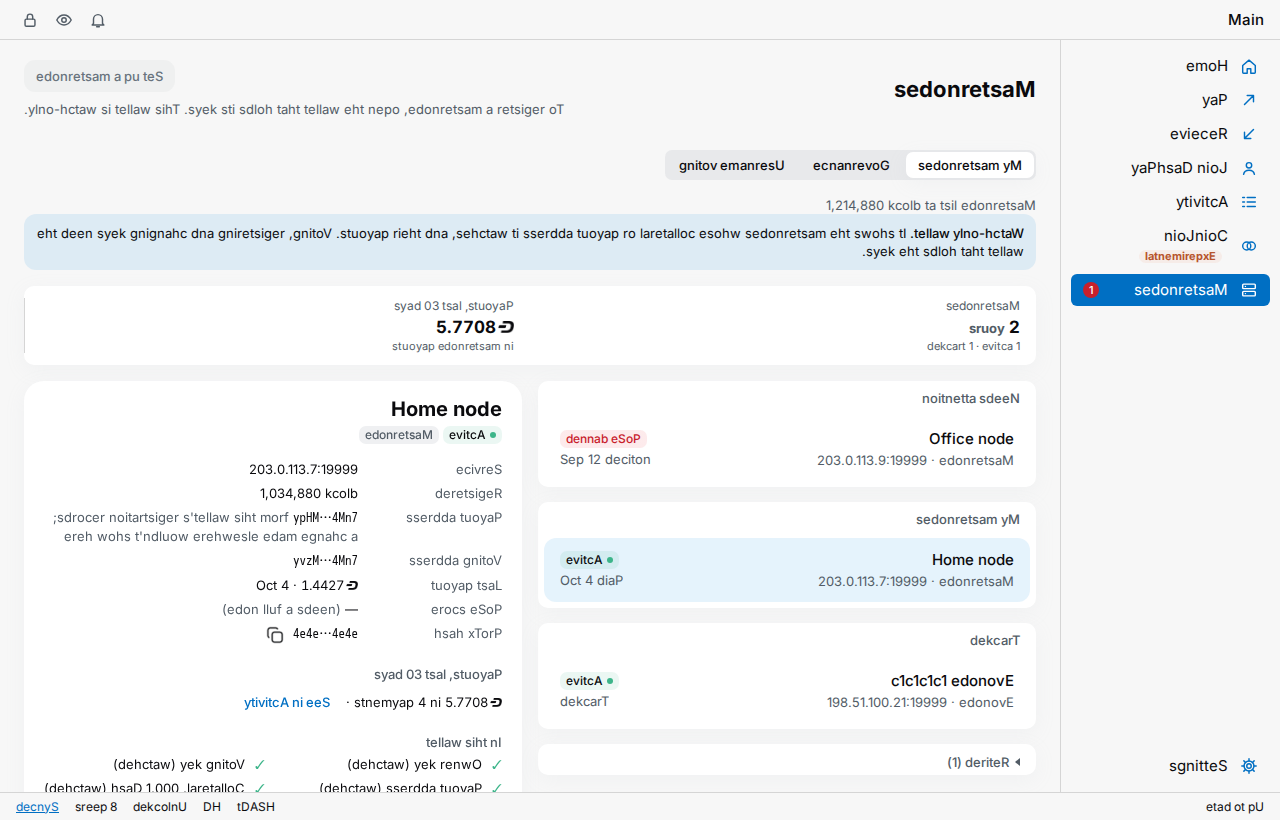 Main
emoH
yaP
evieceR
yaPhsaD nioJ
ytivitcA
nioJnioC
latnemirepxE
sedonretsaM
1
sgnitteS
sedonretsaM
edonretsam a pu teS
.ylno-hctaw si tellaw sihT .syek sti sdloh taht tellaw eht nepo ,edonretsam a retsiger oT
sedonretsam yM
ecnanrevoG
gnitov emanresU
1,214,880 kcolb ta tsil edonretsaM
eht deen syek gnignahc dna gniretsiger ,gnitoV .stuoyap rieht dna ,sehctaw ti sserdda tuoyap ro laretalloc esohw sedonretsam eht swohs tI .tellaw ylno-hctaW
.syek eht sdloh taht tellaw
sedonretsaM
sruoy 2
dekcart 1 · evitca 1
syad 03 tsal ,stuoyaP
5.7708
stuoyap edonretsam ni
noitnetta sdeeN
Office node
dennab eSoP
203.0.113.9:19999 · edonretsaM
Sep 12 deciton
sedonretsam yM
Home node
evitcA
203.0.113.7:19999 · edonretsaM
Oct 4 diaP
dekcarT
c1c1c1c1 edonovE
evitcA
198.51.100.21:19999 · edonovE
dekcarT
(1) deriteR
Home node
edonretsaM evitcA
203.0.113.7:19999 ecivreS
1,034,880 kcolb deretsigeR
;sdrocer noitartsiger s'tellaw siht morf ypHM⋯4Mn7 sserdda tuoyaP
ereh wohs t'ndluow erehwesle edam egnahc a
yvzM⋯4Mn7 sserdda gnitoV
Oct 4 · 1.4427 tuoyap tsaL
(edon lluf a sdeen) — erocs eSoP
4e4e⋯4e4e hsah xTorP
syad 03 tsal ,stuoyaP
ytivitcA ni eeS · stnemyap 4 ni 5.7708
tellaw siht nI
(dehctaw) yek gnitoV ✓ (dehctaw) yek renwO ✓
(dehctaw) hsaD 1,000 ,laretalloC ✓ (dehctaw) sserdda tuoyaP ✓
decnyS
sreep 8
dekcolnU
DH
tDASH
etad ot pU